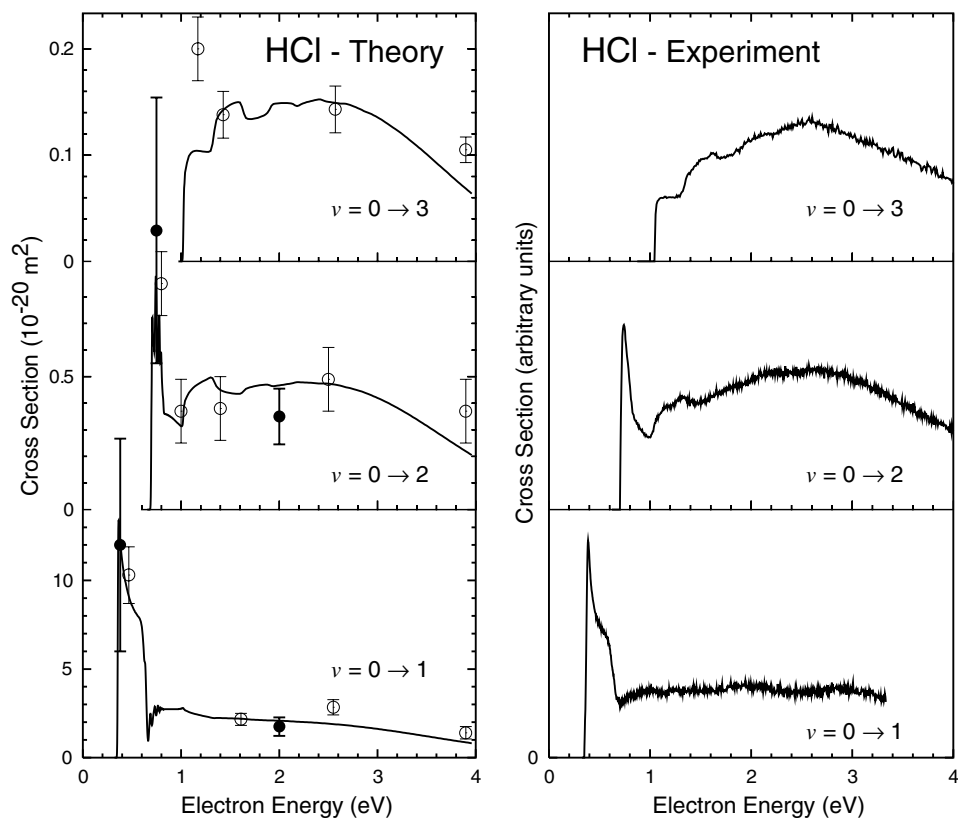 HCl - Theory
Cross Section (10⁻²⁰ m²)
0.2
0.1
0
v = 0 → 3
0.5
0
v = 0 → 2
10
5
0
v = 0 → 1
0 1 2 3 4
Electron Energy (eV)
HCl - Experiment
Cross Section (arbitrary units)
v = 0 → 3
v = 0 → 2
v = 0 → 1
0
0 1 2 3 4
Electron Energy (eV)